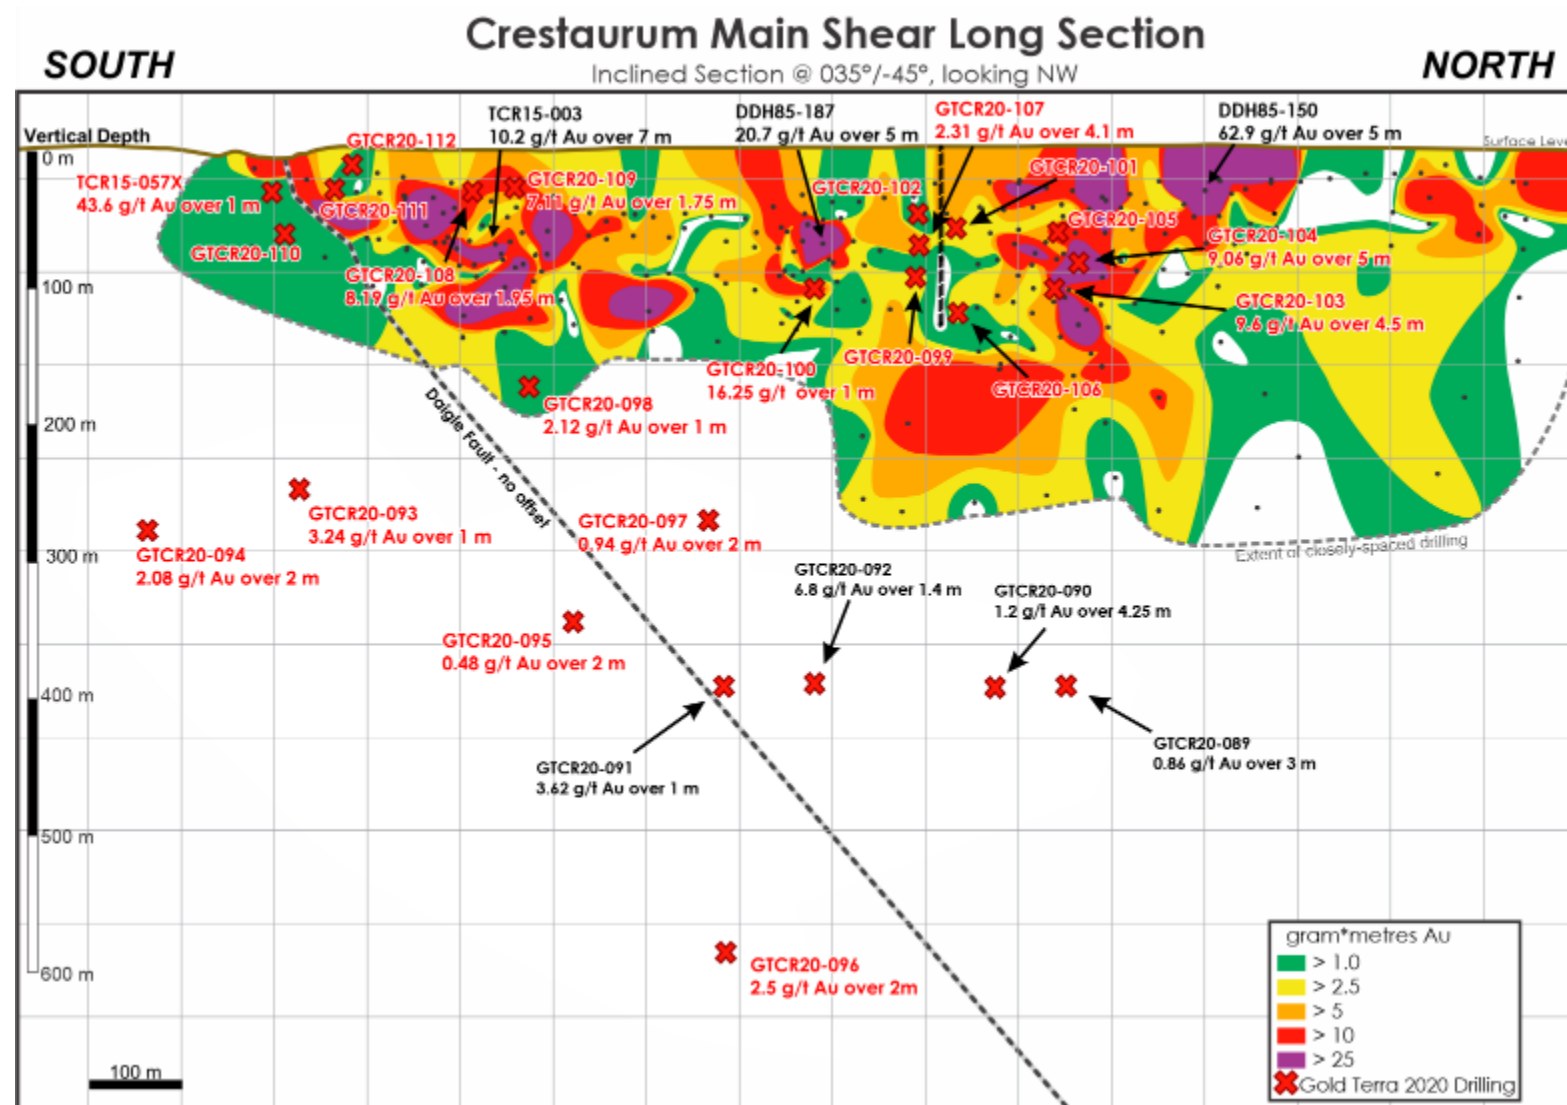 Crestaurum Main Shear Long Section
SOUTH
Inclined Section @ 035°/-45°, looking NW
NORTH
Vertical Depth
0 m
100 m
200 m
300 m
400 m
500 m
600 m
TCR15-003
10.2 g/t Au over 7 m
DDH85-187
20.7 g/t Au over 5 m
GTCR20-107
2.31 g/t Au over 4.1 m
DDH85-150
62.9 g/t Au over 5 m
Surface Leve
GTCR20-112
TCR15-057X
43.6 g/t Au over 1 m
GTCR20-111
GTCR20-109
7.11 g/t Au over 1.75 m
GTCR20-102
GTCR20-101
GTCR20-105
GTCR20-104
9.06 g/t Au over 5 m
GTCR20-110
GTCR20-108
8.19 g/t Au over 1.95 m
GTCR20-103
9.6 g/t Au over 4.5 m
GTCR20-100
16.25 g/t over 1 m
GTCR20-099
GTCR20-106
GTCR20-098
2.12 g/t Au over 1 m
Daigle Fault - no offset
GTCR20-093
3.24 g/t Au over 1 m
GTCR20-097
0.94 g/t Au over 2 m
Extent of closely-spaced drilling
GTCR20-094
2.08 g/t Au over 2 m
GTCR20-092
6.8 g/t Au over 1.4 m
GTCR20-090
1.2 g/t Au over 4.25 m
GTCR20-095
0.48 g/t Au over 2 m
GTCR20-091
3.62 g/t Au over 1 m
GTCR20-089
0.86 g/t Au over 3 m
GTCR20-096
2.5 g/t Au over 2m
gram*metres Au
> 1.0
> 2.5
> 5
> 10
> 25
Gold Terra 2020 Drilling
100 m